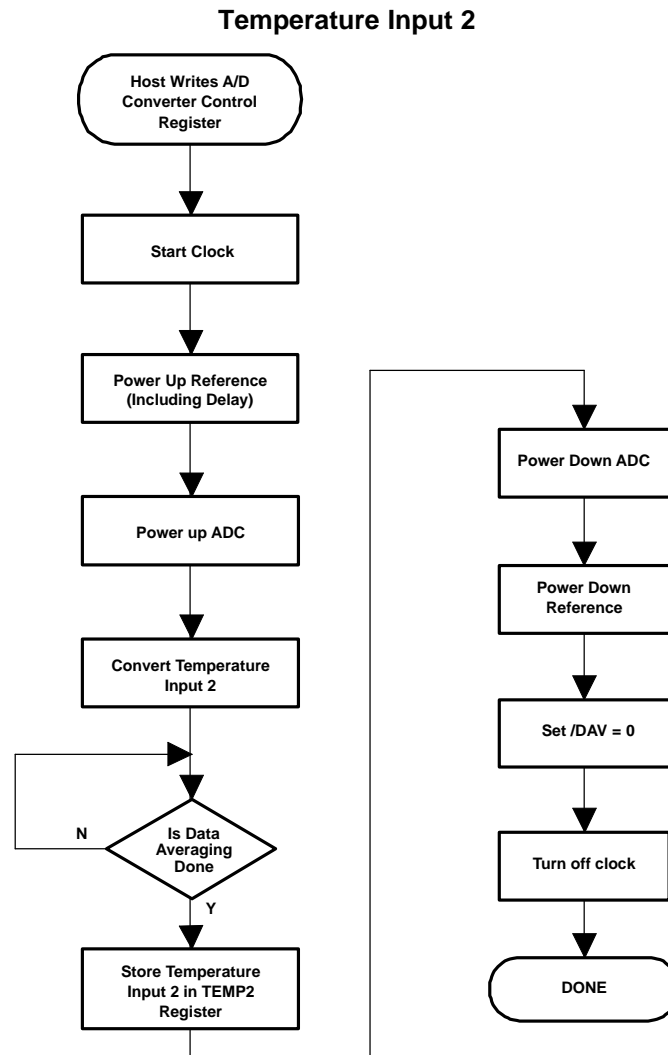 Temperature Input 2
Host Writes A/D
Converter Control
Register
Start Clock
Power Up Reference
(Including Delay)
Power up ADC
Convert Temperature
Input 2
N
Is Data
Averaging
Done
Y
Store Temperature
Input 2 in TEMP2
Register
Power Down ADC
Power Down
Reference
Set /DAV = 0
Turn off clock
DONE